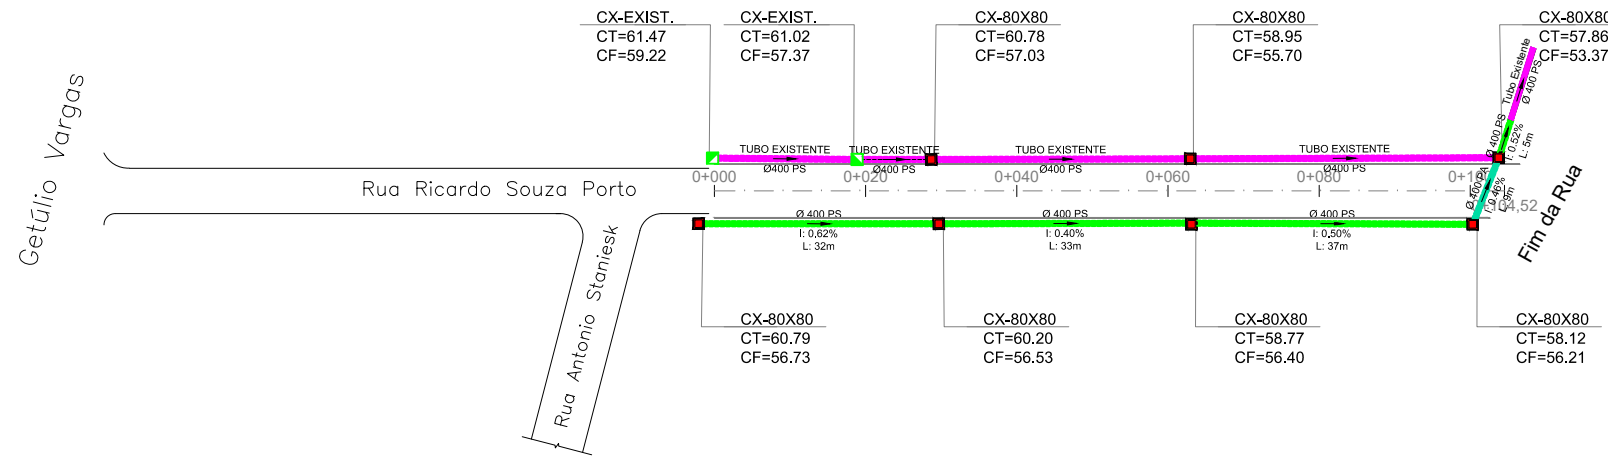 CX-EXIST.
CT=61.47
CF=59.22
CX-EXIST.
CT=61.02
CF=57.37
CX-80X80
CT=60.78
CF=57.03
CX-80X80
CT=58.95
CF=55.70
CX-80X80
CT=57.86
CF=53.37
Getúlio Vargas
Rua Ricardo Souza Porto
Rua Antonio Staniesk
TUBO EXISTENTE
Ø400 PS
TUBO EXISTENTE
Ø400 PS
TUBO EXISTENTE
Ø400 PS
TUBO EXISTENTE
Ø400 PS
Tubo Existente
Ø 400 PS
Ø 400 PS
I: 0.52%
L: 5m
0+000
0+020
0+040
0+060
0+080
Ø 400 PA
I: 0.46%
L: 9m
Fim da Rua
Ø 400 PS
I: 0,62%
L: 32m
Ø 400 PS
I: 0.40%
L: 33m
Ø 400 PS
I: 0.50%
L: 37m
CX-80X80
CT=60.79
CF=56.73
CX-80X80
CT=60.20
CF=56.53
CX-80X80
CT=58.77
CF=56.40
CX-80X80
CT=58.12
CF=56.21